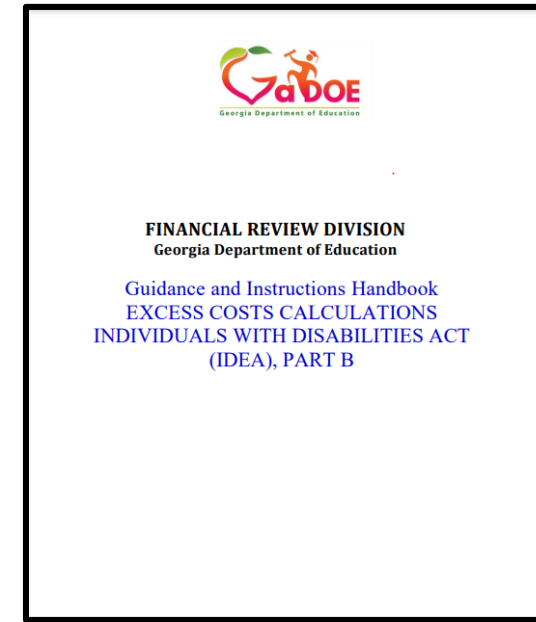 GaDOE
Georgia Department of Education
FINANCIAL REVIEW DIVISION
Georgia Department of Education
Guidance and Instructions Handbook
EXCESS COSTS CALCULATIONS
INDIVIDUALS WITH DISABILITIES ACT
(IDEA), PART B